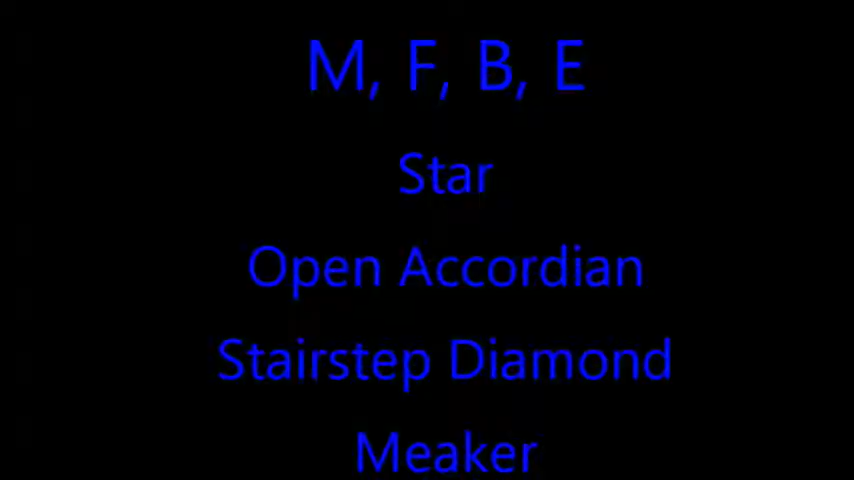 M, F, B, E
Star
Open Accordian
Stairstep Diamond
Meaker